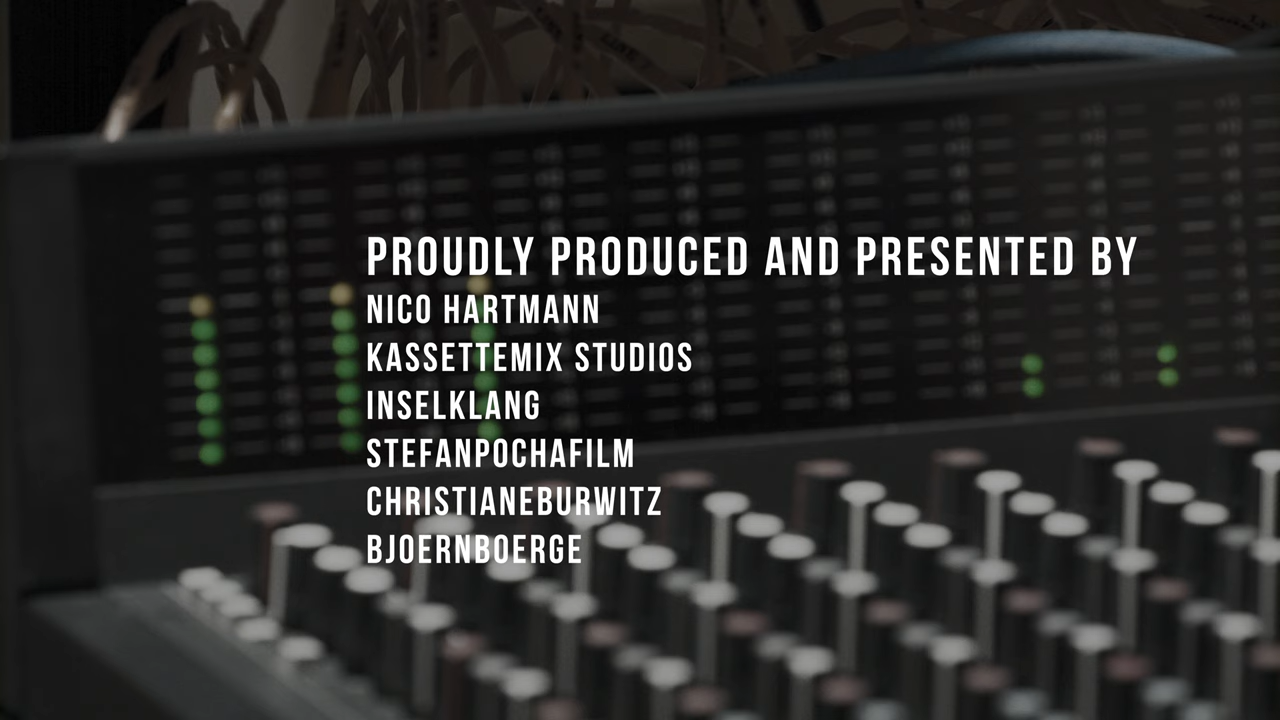 PROUDLY PRODUCED AND PRESENTED BY
NICO HARTMANN
KASSETTEMIX STUDIOS
INSELKLANG
STEFANPOCHAFILM
CHRISTIANEBURWITZ
BJOERNBOERGE